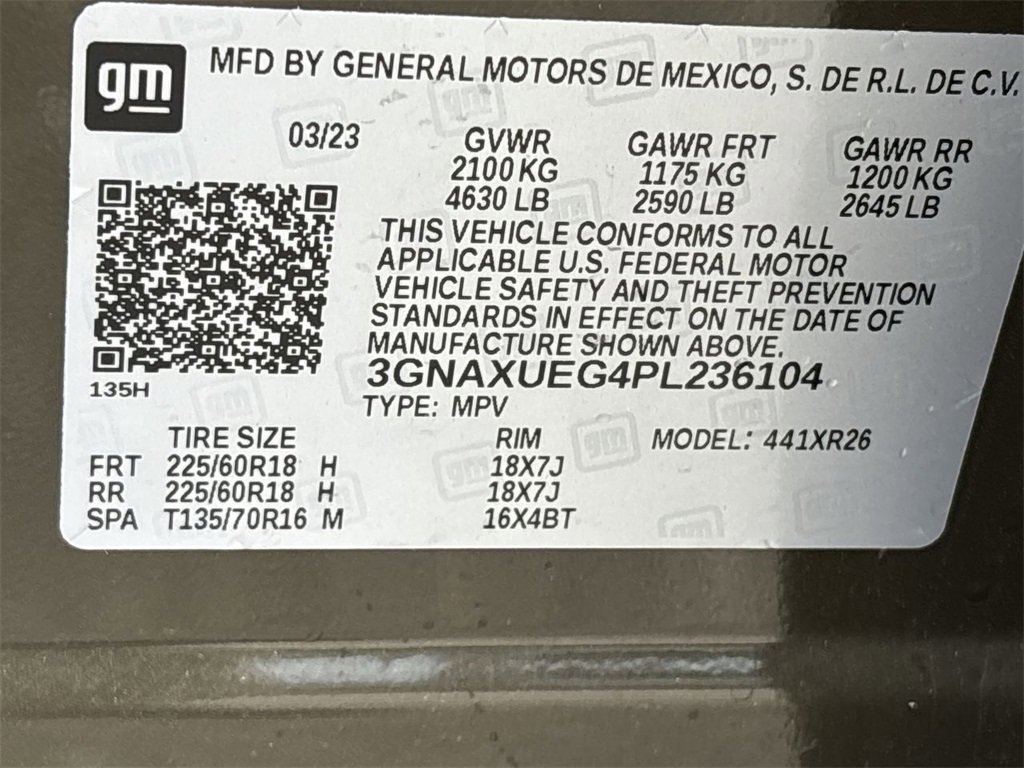 gm
MFD BY GENERAL MOTORS DE MEXICO, S. DE R.L. DE C.V.
03/23 GVWR GAWR FRT GAWR RR
2100 KG 1175 KG 1200 KG
4630 LB 2590 LB 2645 LB
THIS VEHICLE CONFORMS TO ALL
APPLICABLE U.S. FEDERAL MOTOR
VEHICLE SAFETY AND THEFT PREVENTION
STANDARDS IN EFFECT ON THE DATE OF
MANUFACTURE SHOWN ABOVE.
135H 3GNAXUEG4PL236104
TYPE: MPV
TIRE SIZE RIM MODEL: 441XR26
FRT 225/60R18 H 18X7J
RR 225/60R18 H 18X7J
SPA T135/70R16 M 16X4BT